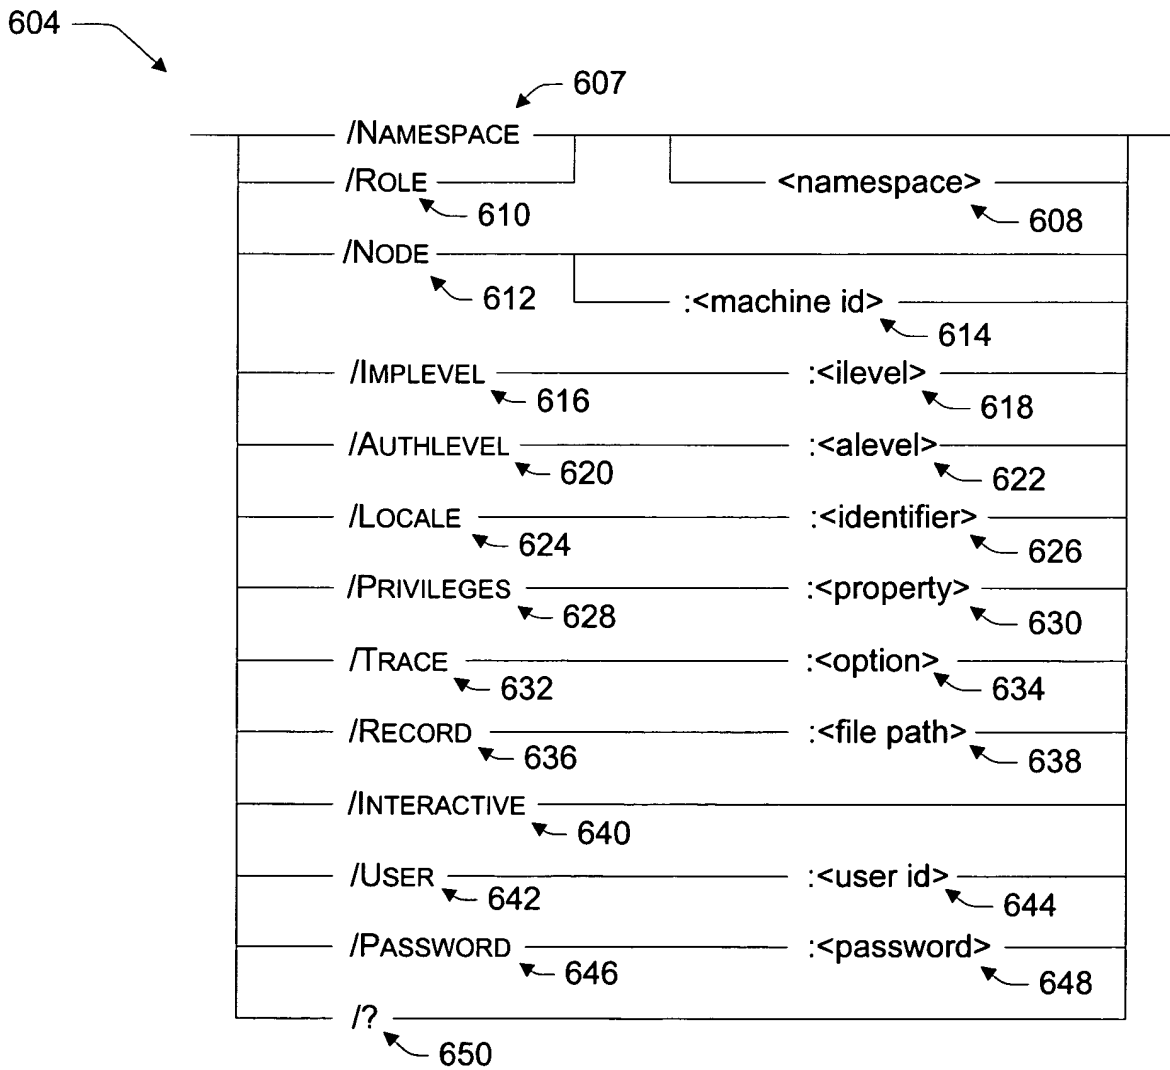 604
607
/NAMESPACE
/ROLE <namespace>
610 608
/NODE
612
:<machine id>
614
/IMPLEVEL :<ilevel>
616 618
/AUTHLEVEL :<alevel>
620 622
/LOCALE :<identifier>
624 626
/PRIVILEGES :<property>
628 630
/TRACE :<option>
632 634
/RECORD :<file path>
636 638
/INTERACTIVE
640
/USER :<user id>
642 644
/PASSWORD :<password>
646 648
/?
650